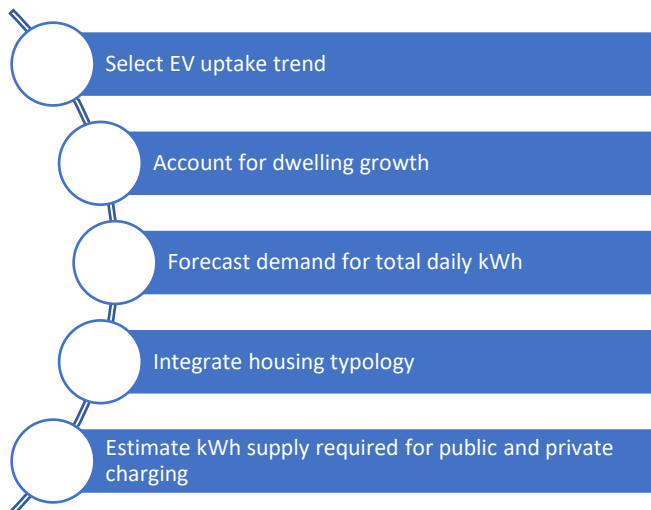 Select EV uptake trend
Account for dwelling growth
Forecast demand for total daily kWh
Integrate housing typology
Estimate kWh supply required for public and private
charging